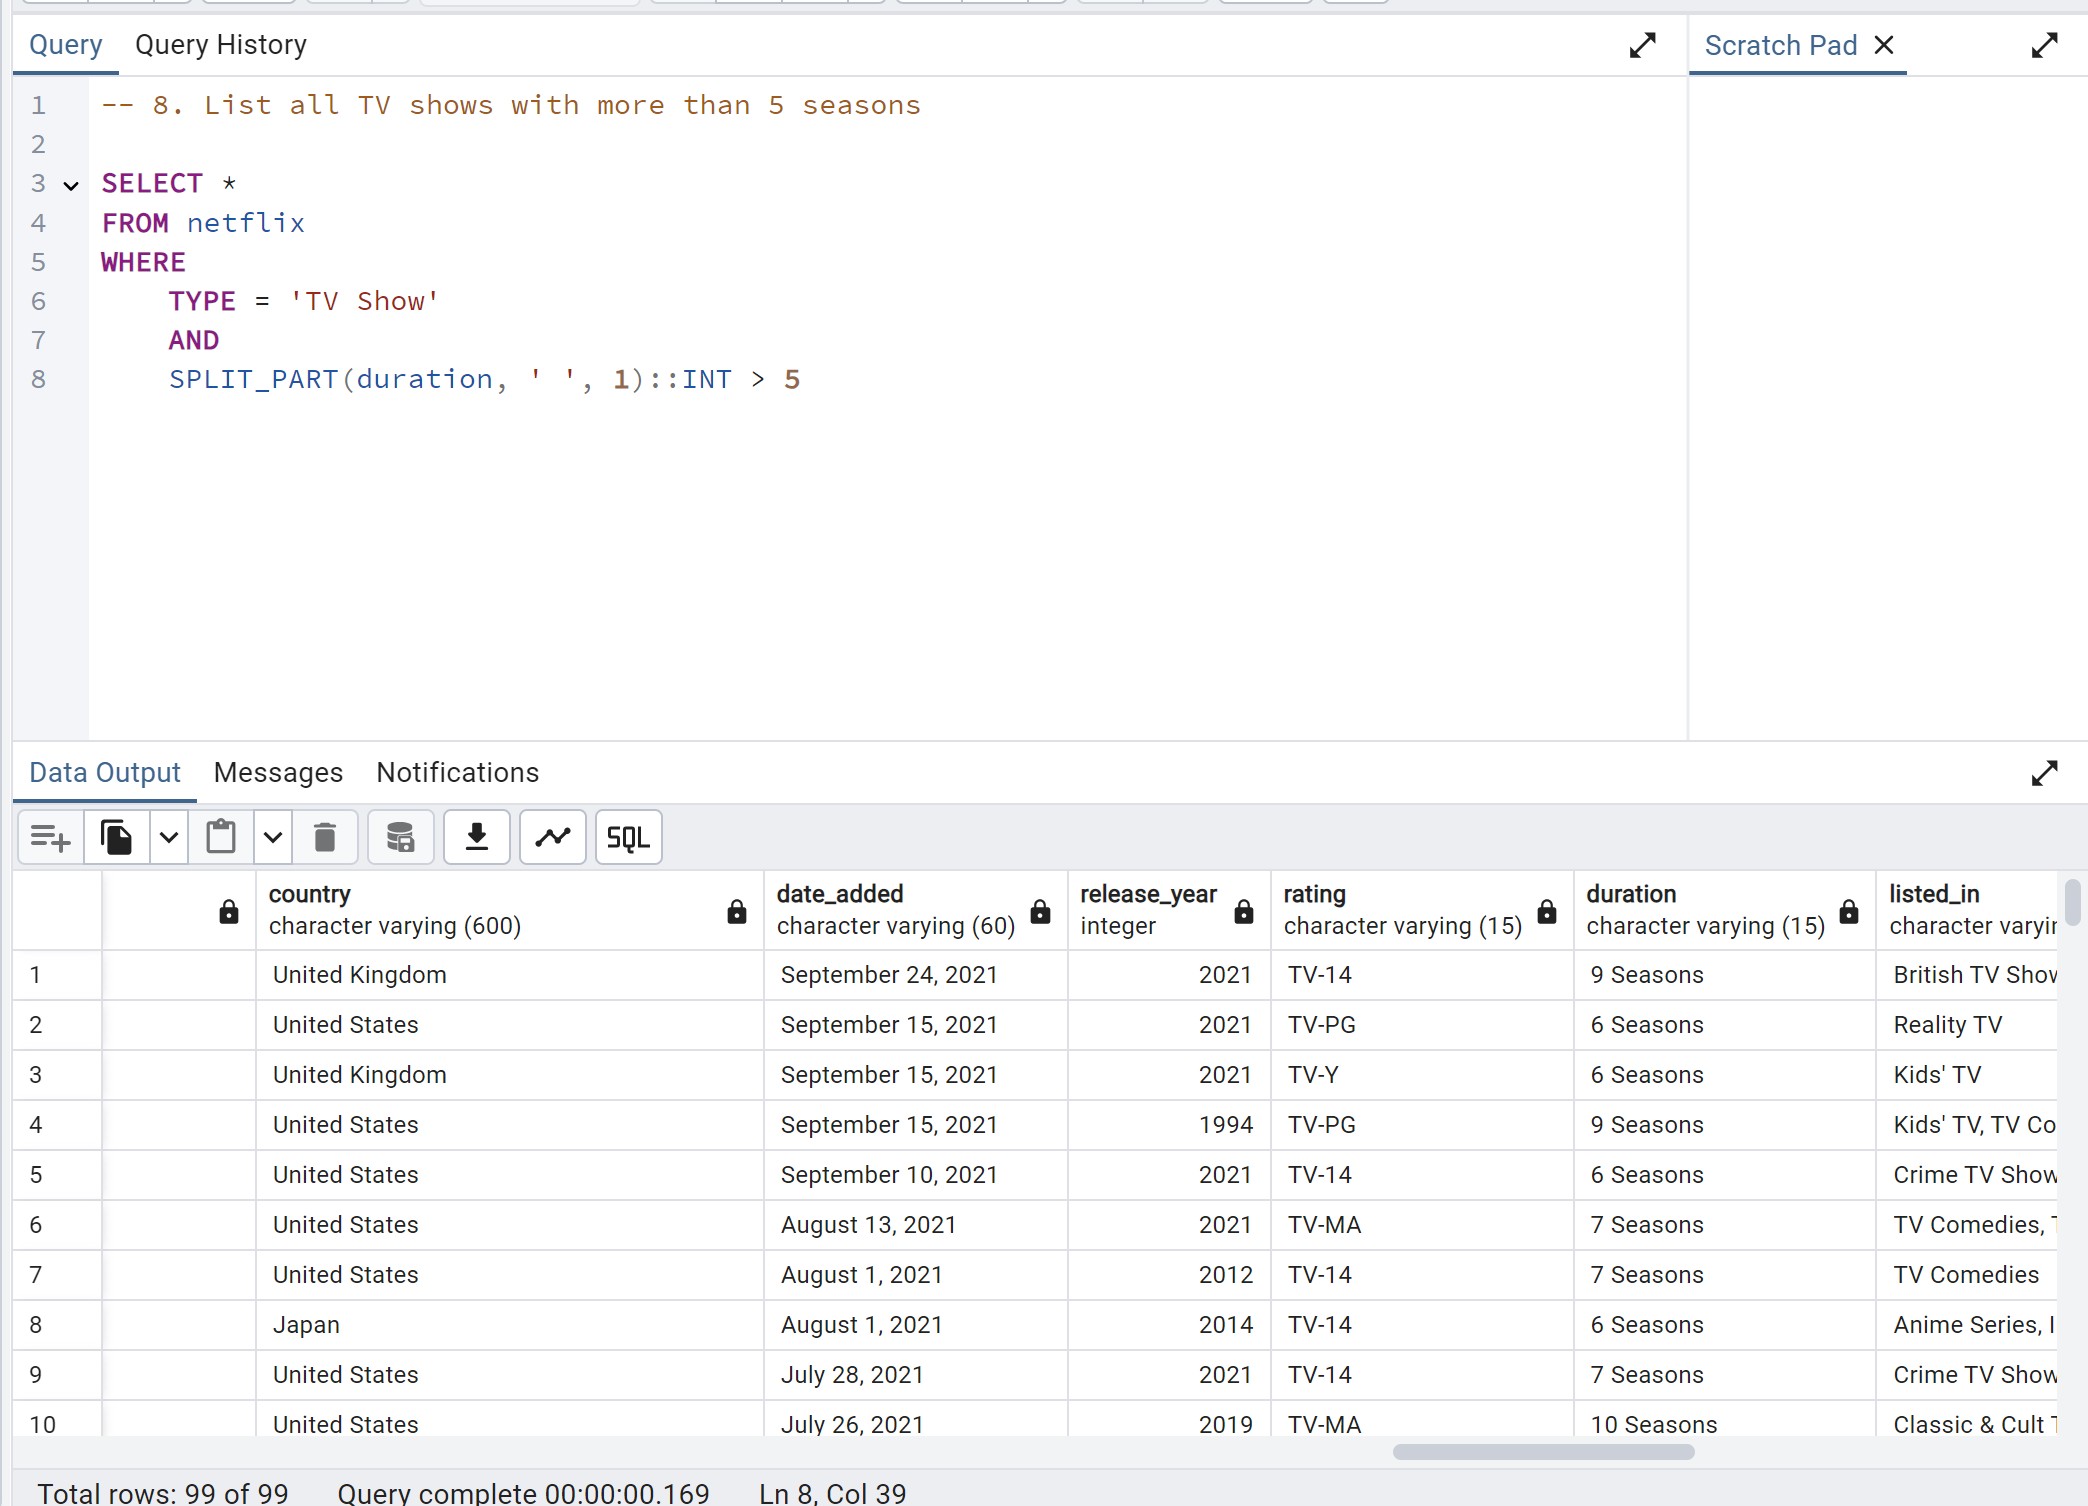 Query Query History Scratch Pad
1 -- 8. List all TV shows with more than 5 seasons
2
3 SELECT *
4 FROM netflix
5 WHERE
6 TYPE = 'TV Show'
7 AND
8 SPLIT_PART(duration, ' ', 1)::INT > 5
Data Output Messages Notifications
SQL
country date_added release_year rating duration listed_in
character varying (600) character varying (60) integer character varying (15) character varying (15) character varyin
1 United Kingdom September 24, 2021 2021 TV-14 9 Seasons British TV Show
2 United States September 15, 2021 2021 TV-PG 6 Seasons Reality TV
3 United Kingdom September 15, 2021 2021 TV-Y 6 Seasons Kids' TV
4 United States September 15, 2021 1994 TV-PG 9 Seasons Kids' TV, TV Co
5 United States September 10, 2021 2021 TV-14 6 Seasons Crime TV Show
6 United States August 13, 2021 2021 TV-MA 7 Seasons TV Comedies,
7 United States August 1, 2021 2012 TV-14 7 Seasons TV Comedies
8 Japan August 1, 2021 2014 TV-14 6 Seasons Anime Series, I
9 United States July 28, 2021 2021 TV-14 7 Seasons Crime TV Show
10 United States July 26, 2021 2019 TV-MA 10 Seasons Classic & Cult T
Total rows: 99 of 99 Query complete 00:00:00.169 Ln 8, Col 39